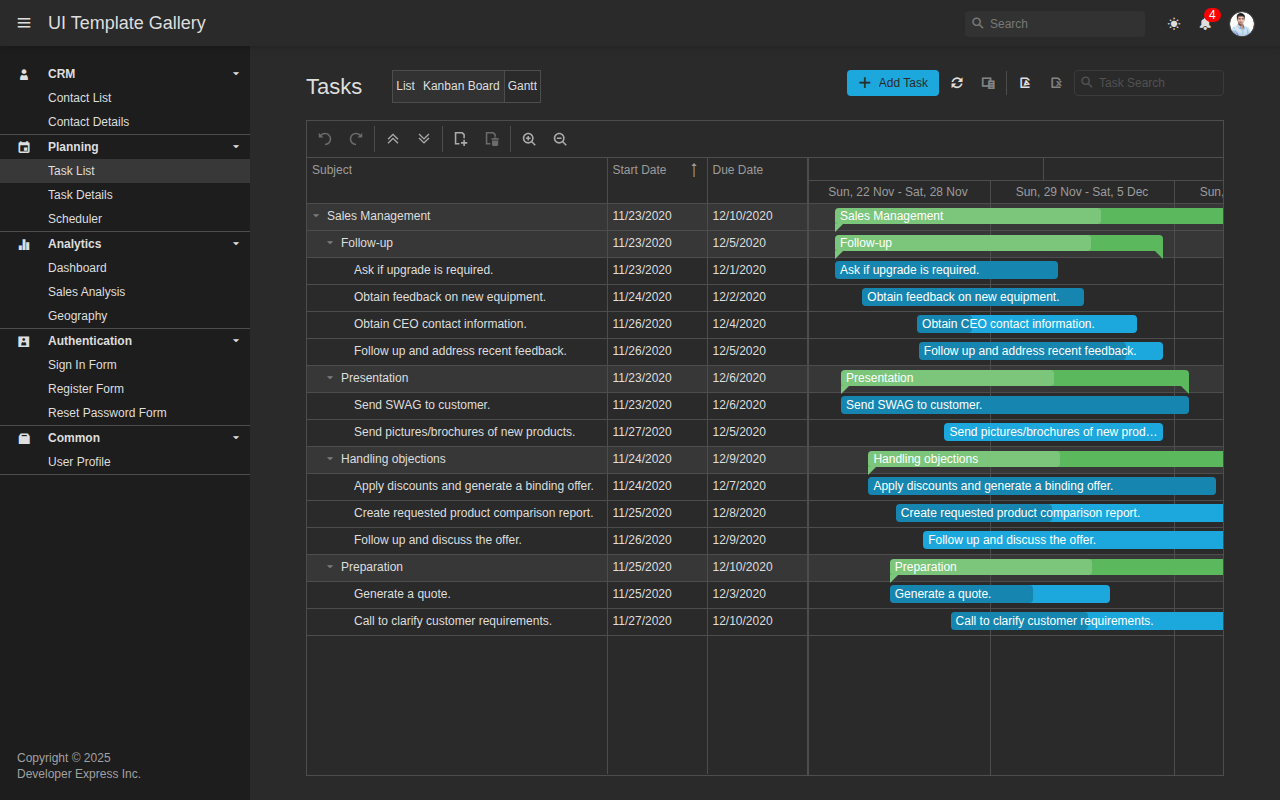 UI Template Gallery
Search
4
CRM
Contact List
Contact Details
Planning
Task List
Task Details
Scheduler
Analytics
Dashboard
Sales Analysis
Geography
Authentication
Sign In Form
Register Form
Reset Password Form
Common
User Profile
Copyright © 2025
Developer Express Inc.
Tasks
List Kanban Board Gantt
Add Task
Task Search
Subject Start Date Due Date
Sun, 22 Nov - Sat, 28 Nov Sun, 29 Nov - Sat, 5 Dec Sun,
Sales Management 11/23/2020 12/10/2020 Sales Management
Follow-up 11/23/2020 12/5/2020 Follow-up
Ask if upgrade is required. 11/23/2020 12/1/2020 Ask if upgrade is required.
Obtain feedback on new equipment. 11/24/2020 12/2/2020 Obtain feedback on new equipment.
Obtain CEO contact information. 11/26/2020 12/4/2020 Obtain CEO contact information.
Follow up and address recent feedback. 11/26/2020 12/5/2020 Follow up and address recent feedback.
Presentation 11/23/2020 12/6/2020 Presentation
Send SWAG to customer. 11/23/2020 12/6/2020 Send SWAG to customer.
Send pictures/brochures of new products. 11/27/2020 12/5/2020 Send pictures/brochures of new prod…
Handling objections 11/24/2020 12/9/2020 Handling objections
Apply discounts and generate a binding offer. 11/24/2020 12/7/2020 Apply discounts and generate a binding offer.
Create requested product comparison report. 11/25/2020 12/8/2020 Create requested product comparison report.
Follow up and discuss the offer. 11/26/2020 12/9/2020 Follow up and discuss the offer.
Preparation 11/25/2020 12/10/2020 Preparation
Generate a quote. 11/25/2020 12/3/2020 Generate a quote.
Call to clarify customer requirements. 11/27/2020 12/10/2020 Call to clarify customer requirements.